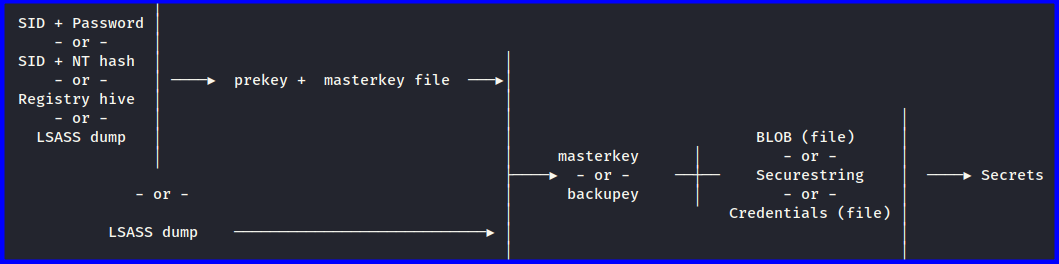 SID + Password
- or -
SID + NT hash
- or -
Registry hive
- or -
LSASS dump
prekey + masterkey file
- or -
LSASS dump
masterkey
- or -
backupey
BLOB (file)
- or -
Securestring
- or -
Credentials (file)
Secrets